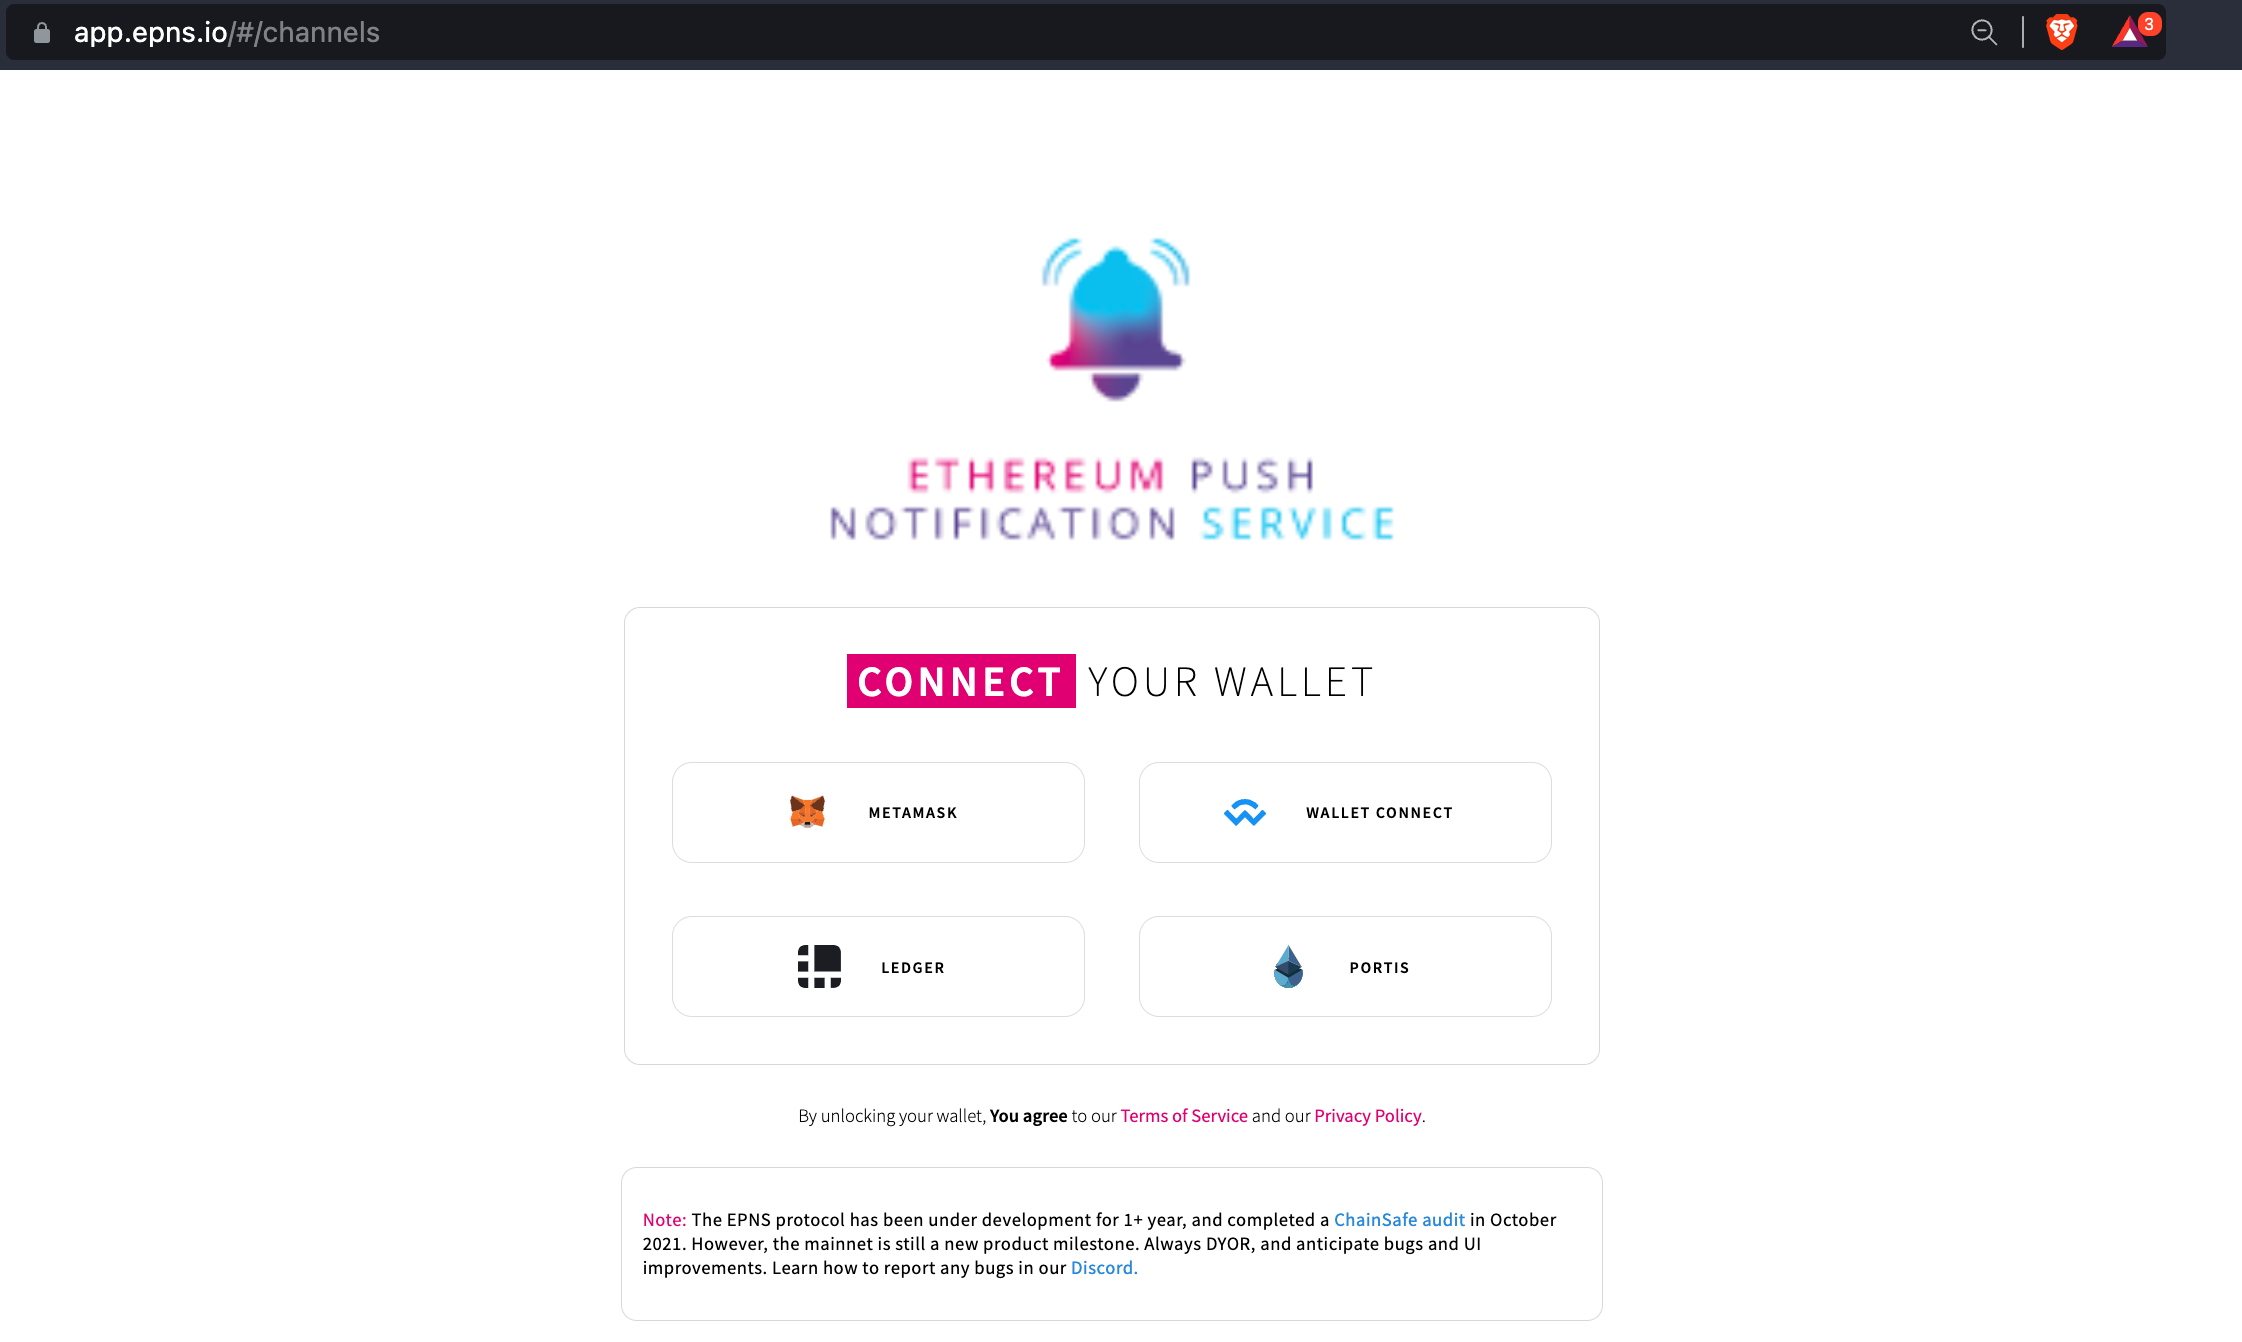 app.epns.io/#/channels
3
ETHEREUM PUSH
NOTIFICATION SERVICE
CONNECT YOUR WALLET
METAMASK
WALLET CONNECT
LEDGER
PORTIS
By unlocking your wallet, You agree to our Terms of Service and our Privacy Policy.
Note: The EPNS protocol has been under development for 1+ year, and completed a ChainSafe audit in October
2021. However, the mainnet is still a new product milestone. Always DYOR, and anticipate bugs and UI
improvements. Learn how to report any bugs in our Discord.